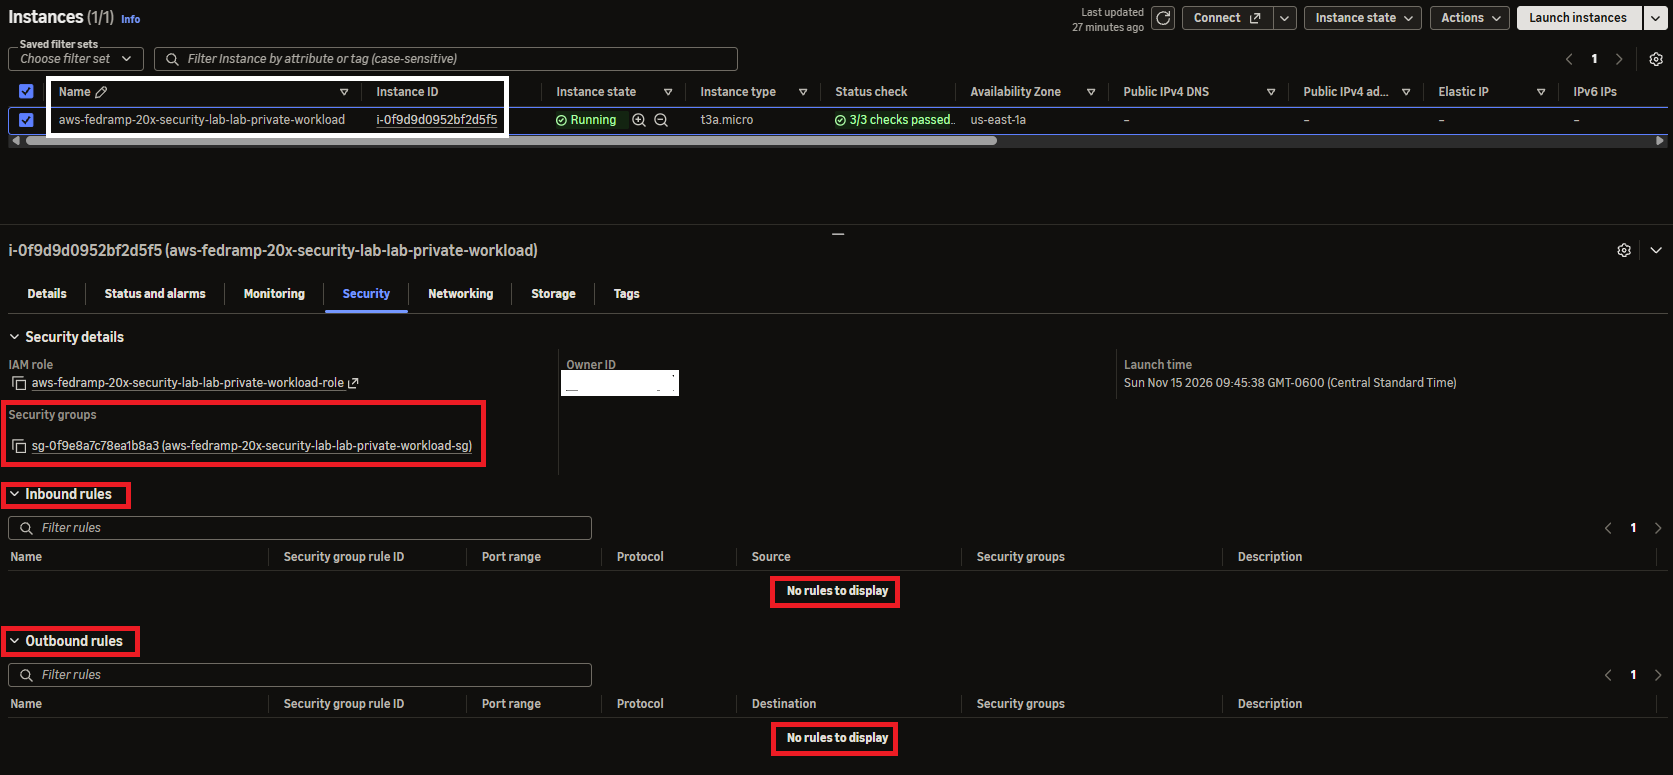 Instances (1/1) Info
Last updated
27 minutes ago
Connect
Instance state
Actions
Launch instances
Saved filter sets
Choose filter set
Filter Instance by attribute or tag (case-sensitive)
1
Name Instance ID Instance state Instance type Status check Availability Zone Public IPv4 DNS Public IPv4 ad... Elastic IP IPv6 IPs
aws-fedramp-20x-security-lab-lab-private-workload i-0f9d9d0952bf2d5f5 Running t3a.micro 3/3 checks passed.. us-east-1a – – – –
i-0f9d9d0952bf2d5f5 (aws-fedramp-20x-security-lab-lab-private-workload)
Details Status and alarms Monitoring Security Networking Storage Tags
Security details
IAM role Owner ID Launch time
aws-fedramp-20x-security-lab-lab-private-workload-role Sun Nov 15 2026 09:45:38 GMT-0600 (Central Standard Time)
Security groups
sg-0f9e8a7c78ea1b8a3 (aws-fedramp-20x-security-lab-lab-private-workload-sg)
Inbound rules
Filter rules 1
Name Security group rule ID Port range Protocol Source Security groups Description
No rules to display
Outbound rules
Filter rules 1
Name Security group rule ID Port range Protocol Destination Security groups Description
No rules to display